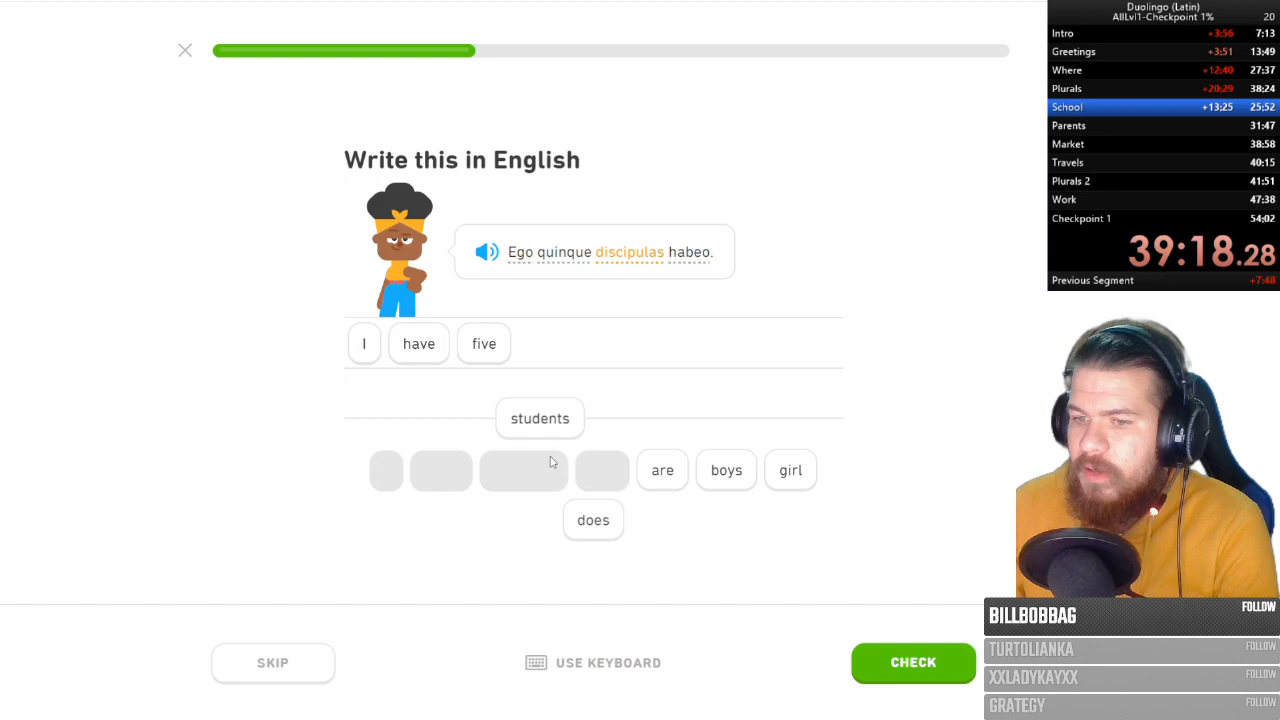 Write this in English
Ego quinque discipulas habeo.
I have five
students
are boys girl
does
SKIP
USE KEYBOARD
CHECK
Duolingo (Latin)
AllLvl1-Checkpoint 1% 20
Intro +3:56 7:13
Greetings +3:51 13:49
Where +12:40 27:37
Plurals +20:29 38:24
School +13:25 25:52
Parents 31:47
Market 38:58
Travels 40:15
Plurals 2 41:51
Work 47:38
Checkpoint 1 54:02
39:18.28
Previous Segment +7:48
BILLBOBBAG FOLLOW
TURTOLIANKA FOLLOW
XXLADYKAYXX FOLLOW
GRATEGY FOLLOW